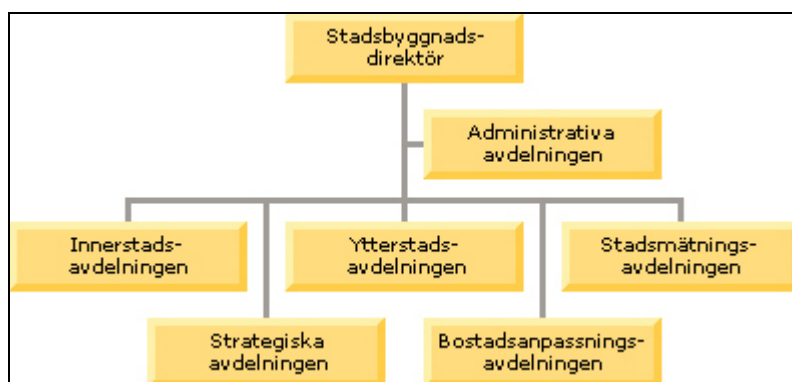 Stadsbyggnads-
direktör
Administrativa
avdelningen
Innerstads-
avdelningen
Ytterstads-
avdelningen
Stadsmätnings-
avdelningen
Strategiska
avdelningen
Bostadsanpassnings-
avdelningen